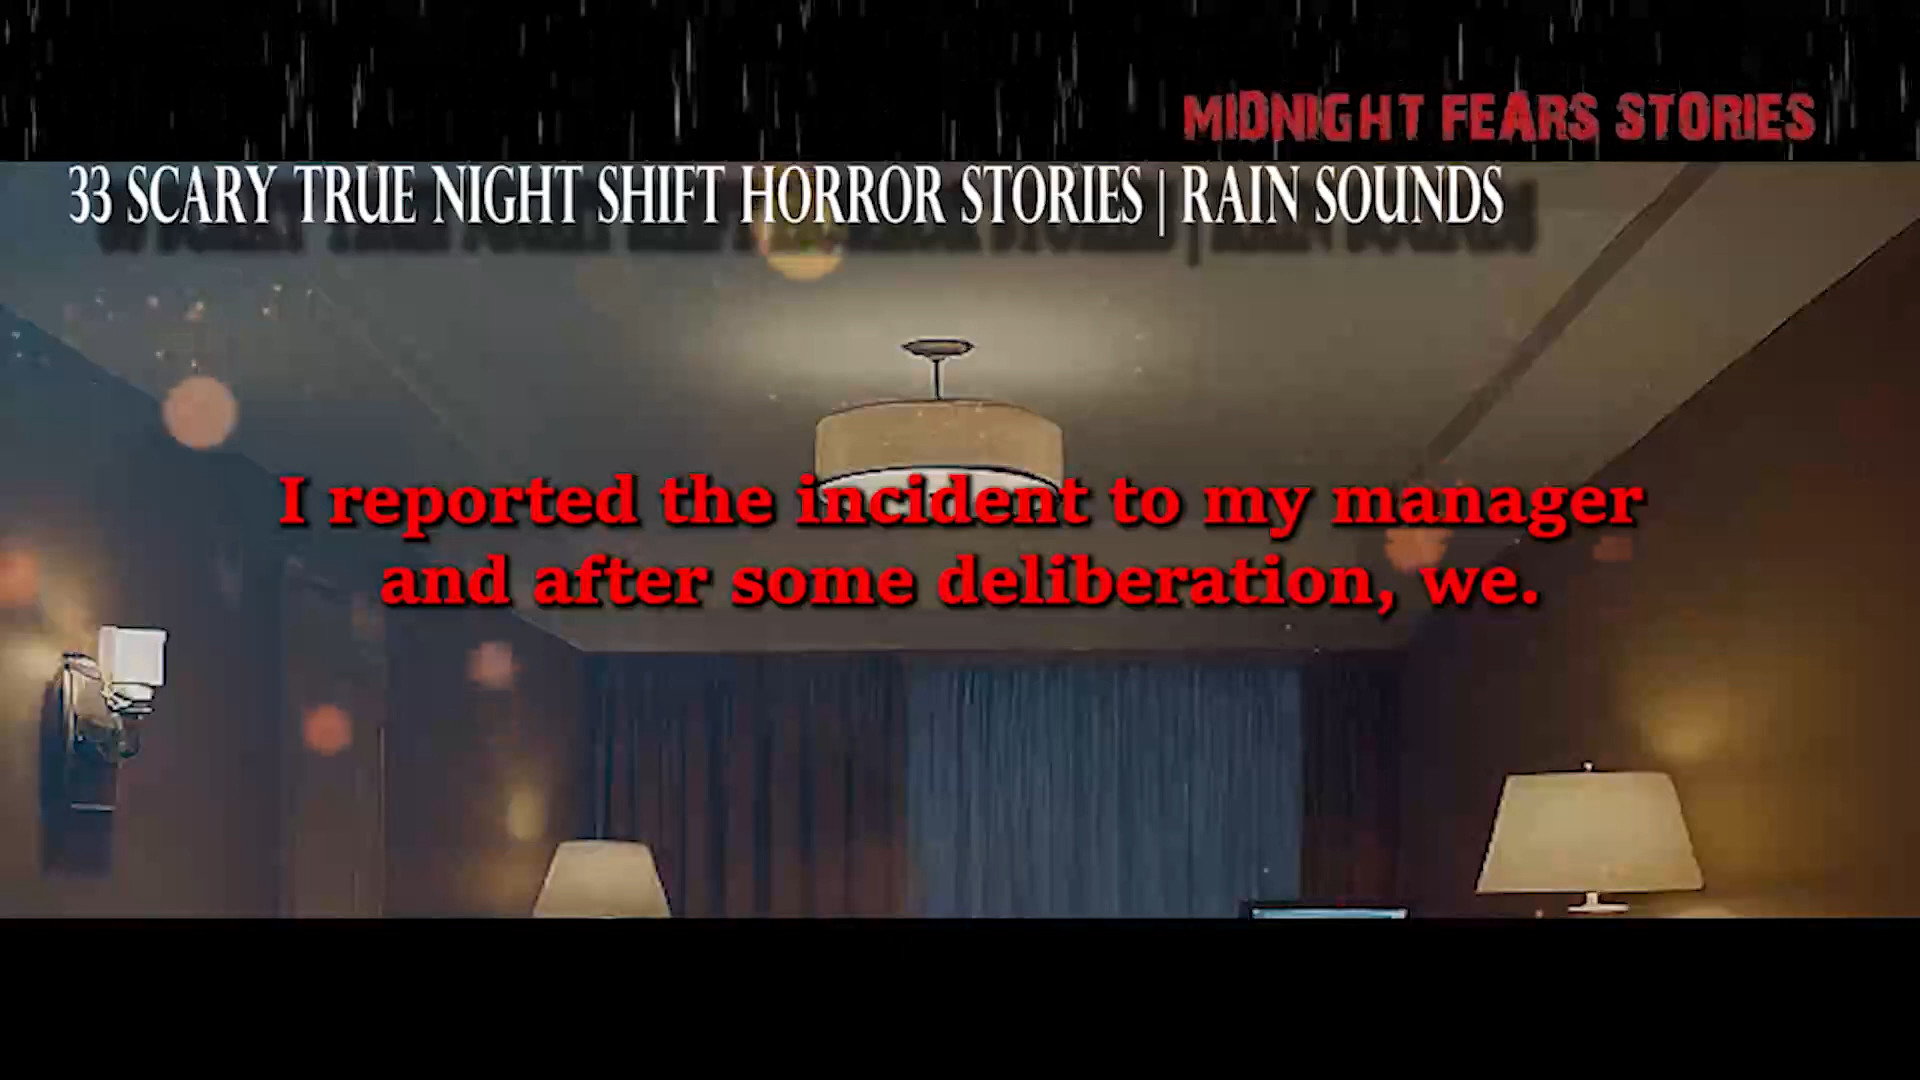 MIDNIGHT FEARS STORIES
33 SCARY TRUE NIGHT SHIFT HORROR STORIES | RAIN SOUNDS
I reported the incident to my manager
and after some deliberation, we.